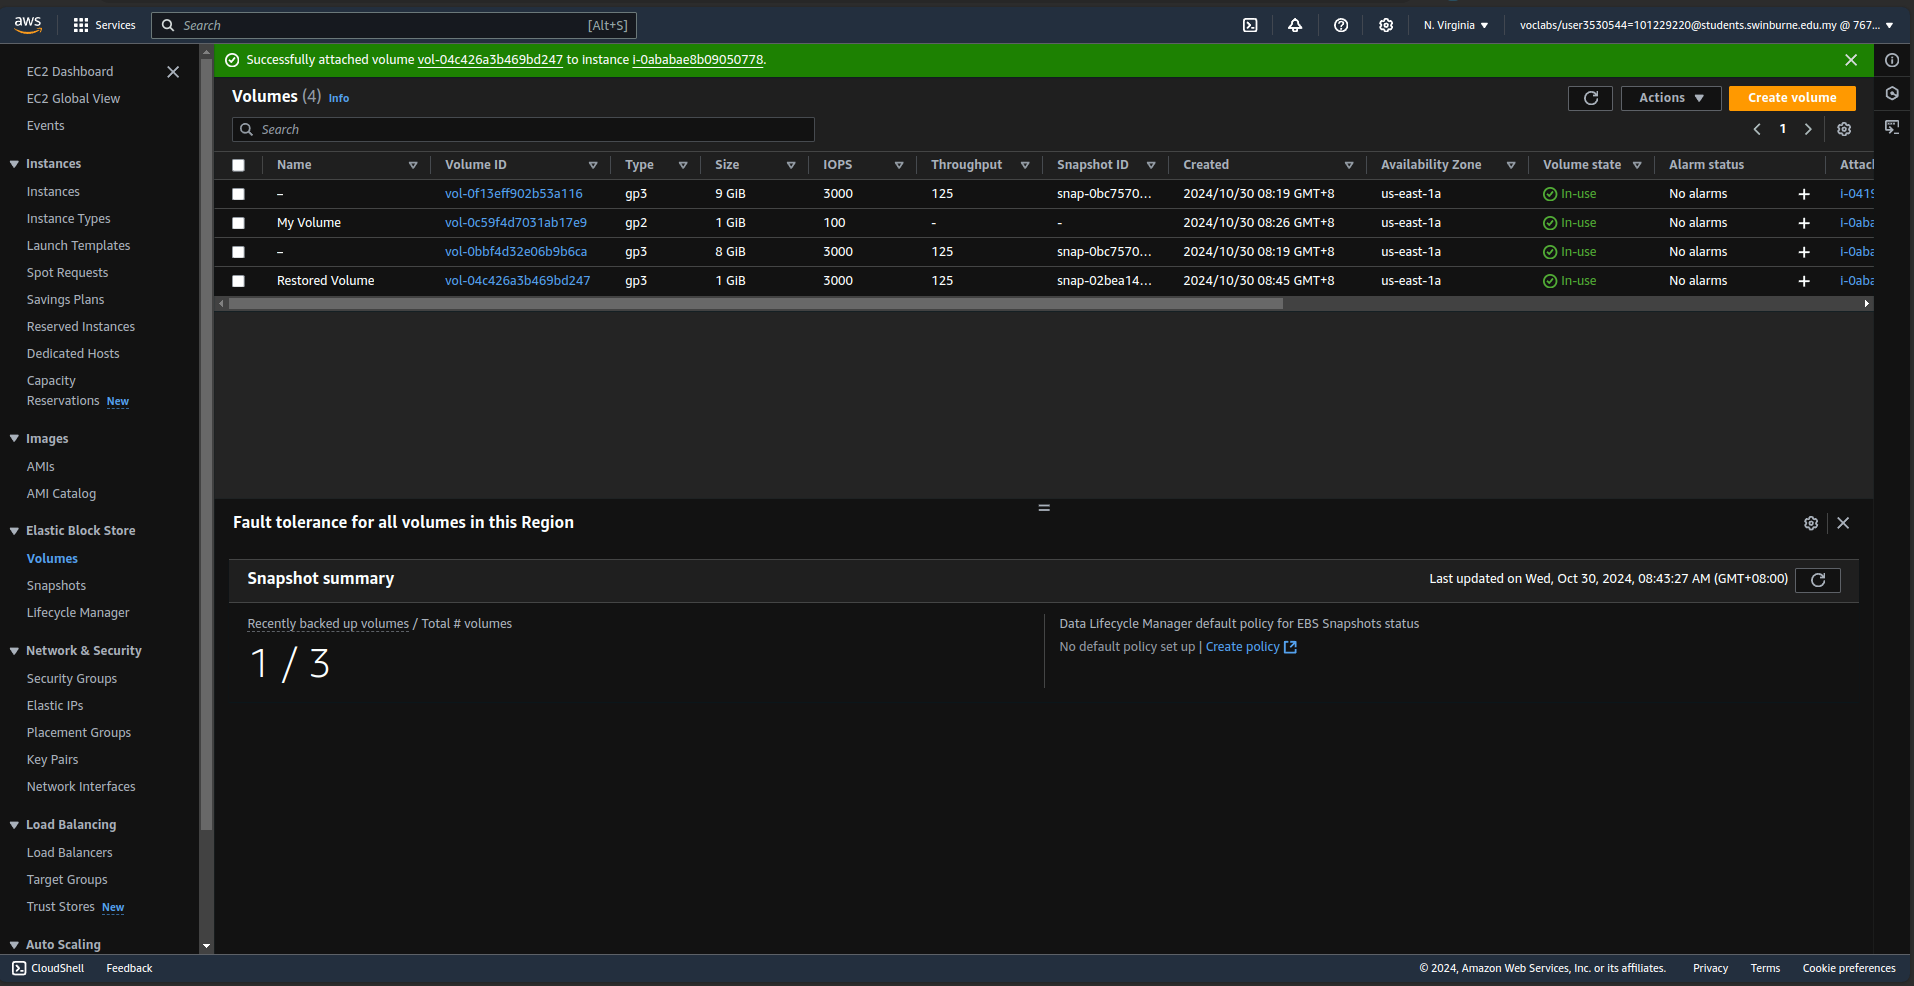 aws Services Search [Alt+S] N. Virginia voclabs/user3530544=101229220@students.swinburne.edu.my @ 767...
EC2 Dashboard
EC2 Global View
Events
Instances
Instances
Instance Types
Launch Templates
Spot Requests
Savings Plans
Reserved Instances
Dedicated Hosts
Capacity
Reservations New
Images
AMIs
AMI Catalog
Elastic Block Store
Volumes
Snapshots
Lifecycle Manager
Network & Security
Security Groups
Elastic IPs
Placement Groups
Key Pairs
Network Interfaces
Load Balancing
Load Balancers
Target Groups
Trust Stores New
Auto Scaling
Successfully attached volume vol-04c426a3b469bd247 to instance i-0ababae8b09050778.
Volumes (4) Info
Actions Create volume
Search
1
Name Volume ID Type Size IOPS Throughput Snapshot ID Created Availability Zone Volume state Alarm status Attac
– vol-0f13eff902b53a116 gp3 9 GiB 3000 125 snap-0bc7570... 2024/10/30 08:19 GMT+8 us-east-1a In-use No alarms i-041
My Volume vol-0c59f4d7031ab17e9 gp2 1 GiB 100 - - 2024/10/30 08:26 GMT+8 us-east-1a In-use No alarms i-0aba
– vol-0bbf4d32e06b9b6ca gp3 8 GiB 3000 125 snap-0bc7570... 2024/10/30 08:19 GMT+8 us-east-1a In-use No alarms i-0aba
Restored Volume vol-04c426a3b469bd247 gp3 1 GiB 3000 125 snap-02bea14... 2024/10/30 08:45 GMT+8 us-east-1a In-use No alarms i-0aba
Fault tolerance for all volumes in this Region
Snapshot summary
Last updated on Wed, Oct 30, 2024, 08:43:27 AM (GMT+08:00)
Recently backed up volumes / Total # volumes
1 / 3
Data Lifecycle Manager default policy for EBS Snapshots status
No default policy set up | Create policy
CloudShell Feedback © 2024, Amazon Web Services, Inc. or its affiliates. Privacy Terms Cookie preferences